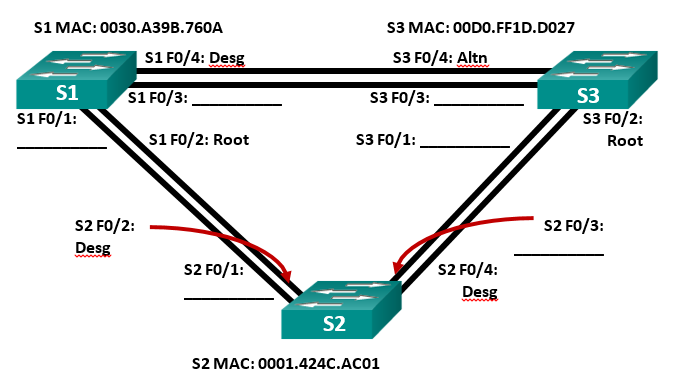 S1 MAC: 0030.A39B.760A
S3 MAC: 00D0.FF1D.D027
S1 F0/4: Desg
S3 F0/4: Altn
S1
S3
S1 F0/3: ___________
S3 F0/3: ___________
S1 F0/1:
___________
S1 F0/2: Root
S3 F0/1: ___________
S3 F0/2:
Root
S2 F0/2:
Desg
S2 F0/3:
___________
S2 F0/1:
___________
S2 F0/4:
Desg
S2
S2 MAC: 0001.424C.AC01